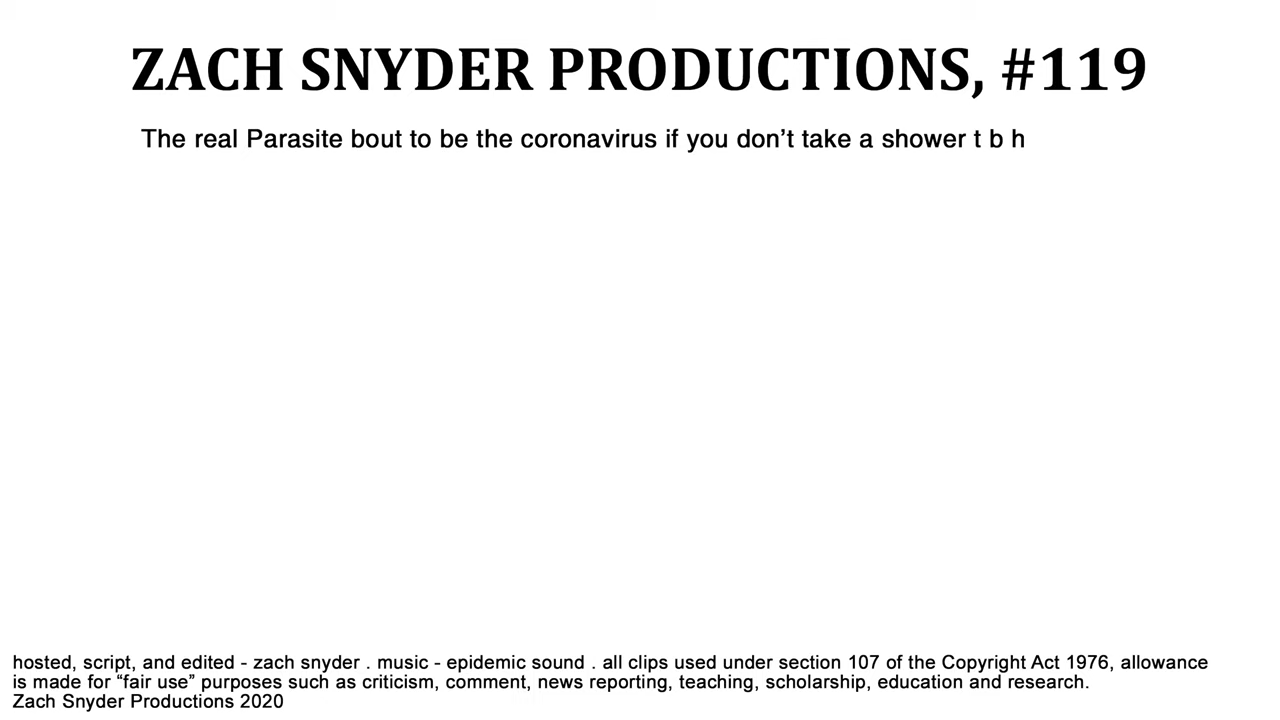 ZACH SNYDER PRODUCTIONS, #119
The real Parasite bout to be the coronavirus if you don’t take a shower t b h
hosted, script, and edited - zach snyder . music - epidemic sound . all clips used under section 107 of the Copyright Act 1976, allowance
is made for “fair use” purposes such as criticism, comment, news reporting, teaching, scholarship, education and research.
Zach Snyder Productions 2020